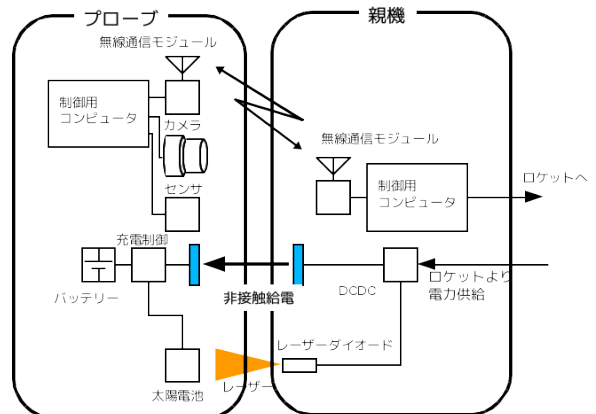 プローブ
親機
無線通信モジュール
制御用
コンピュータ
カメラ
無線通信モジュール
センサ
制御用
コンピュータ
ロケットへ
充電制御
バッテリー
非接触給電
DCDC
ロケットより
電力供給
レーザーダイオード
レーザー
太陽電池